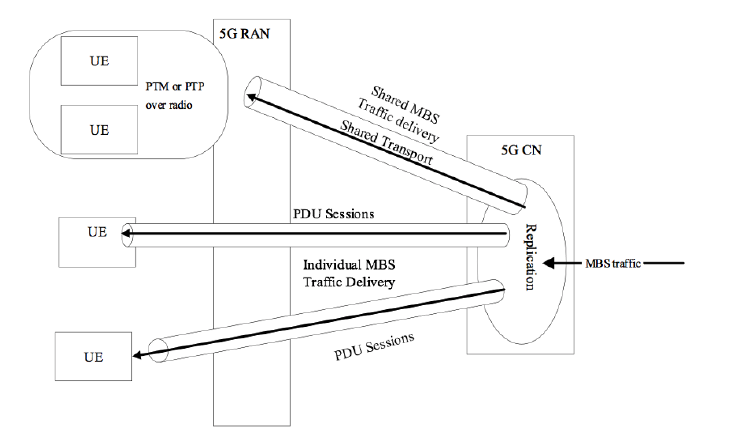 5G RAN
UE
PTM or PTP
over radio
UE
Shared MBS
Traffic delivery
Shared Transport
5G CN
PDU Sessions
UE
Replication
MBS traffic
Individual MBS
Traffic Delivery
PDU Sessions
UE